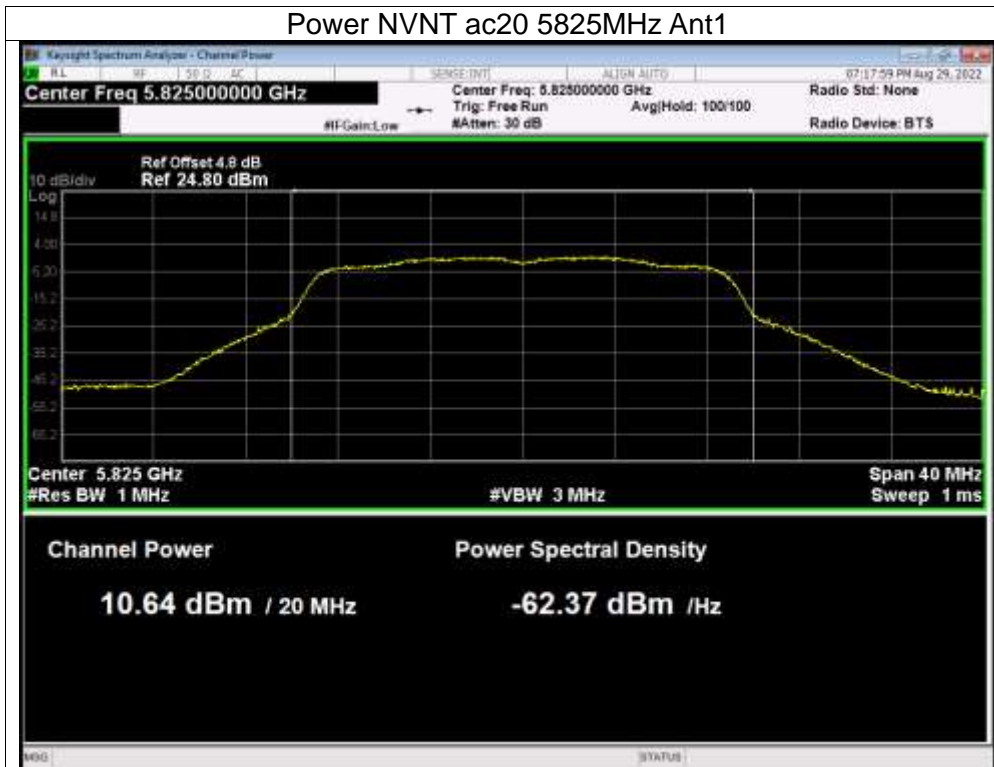 Power NVNT ac20 5825MHz Ant1
Keysight Spectrum Analyzer - Channel Power
RL RF 50 Ω AC SENSE:INT ALIGN AUTO 07:17:59 PM Aug 29, 2022
Center Freq 5.825000000 GHz Center Freq: 5.825000000 GHz Radio Std: None
Trig: Free Run Avg|Hold: 100/100
#IFGain:Low #Atten: 30 dB Radio Device: BTS
Ref Offset 4.8 dB
10 dB/div Ref 24.80 dBm
Log
14.8
4.80
-5.20
-15.2
-25.2
-35.2
-45.2
-55.2
-65.2
Center 5.825 GHz Span 40 MHz
#Res BW 1 MHz #VBW 3 MHz Sweep 1 ms
Channel Power Power Spectral Density
10.64 dBm / 20 MHz -62.37 dBm /Hz
MSG STATUS